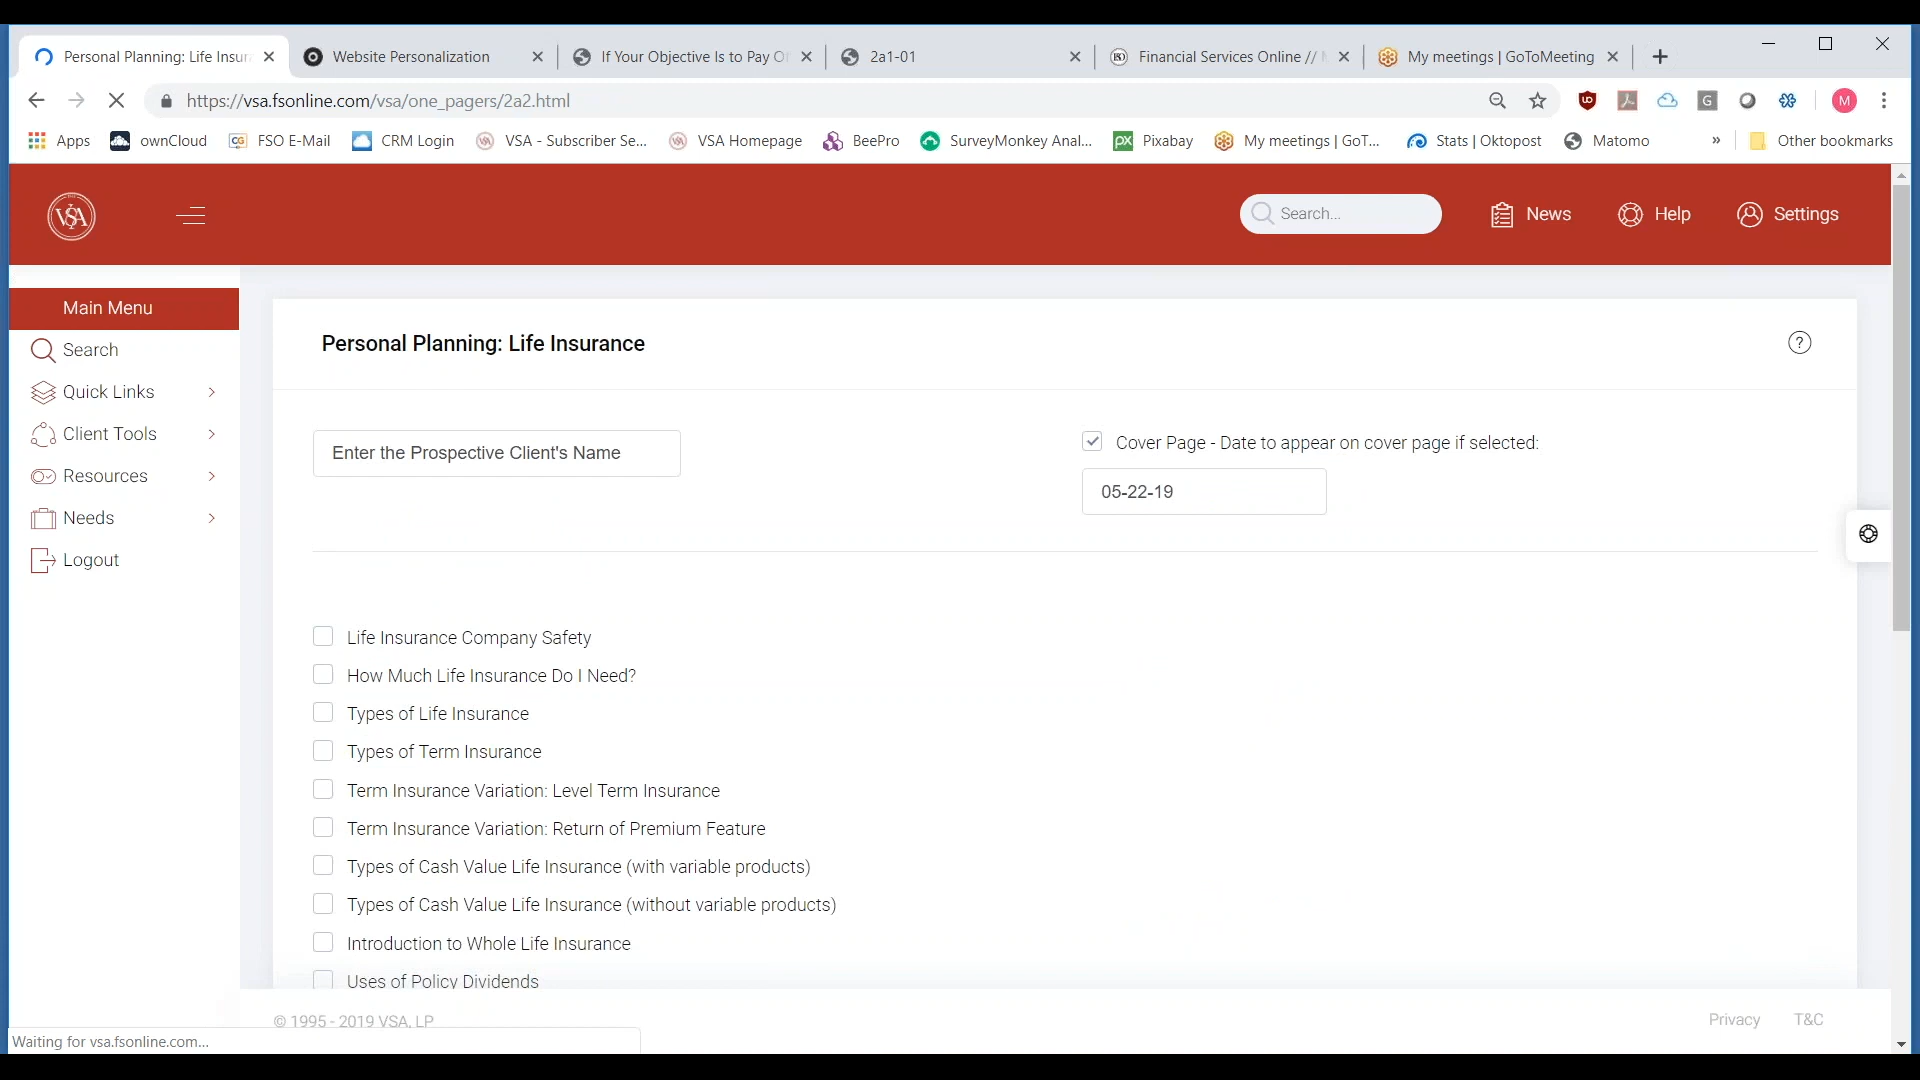 Personal Planning: Life Insur
Website Personalization
If Your Objective Is to Pay Of
2a1-01
Financial Services Online //
My meetings | GoToMeeting
https://vsa.fsonline.com/vsa/one_pagers/2a2.html
M
Apps
ownCloud
FSO E-Mail
CRM Login
VSA - Subscriber Se...
VSA Homepage
BeePro
SurveyMonkey Anal...
Pixabay
My meetings | GoT...
Stats | Oktopost
Matomo
»
Other bookmarks
VSA
Search...
News
Help
Settings
Main Menu
Search
Quick Links
Client Tools
Resources
Needs
Logout
Personal Planning: Life Insurance
?
Enter the Prospective Client's Name
Cover Page - Date to appear on cover page if selected:
05-22-19
Life Insurance Company Safety
How Much Life Insurance Do I Need?
Types of Life Insurance
Types of Term Insurance
Term Insurance Variation: Level Term Insurance
Term Insurance Variation: Return of Premium Feature
Types of Cash Value Life Insurance (with variable products)
Types of Cash Value Life Insurance (without variable products)
Introduction to Whole Life Insurance
Uses of Policy Dividends
© 1995 - 2019 VSA, LP
Privacy
T&C
Waiting for vsa.fsonline.com...